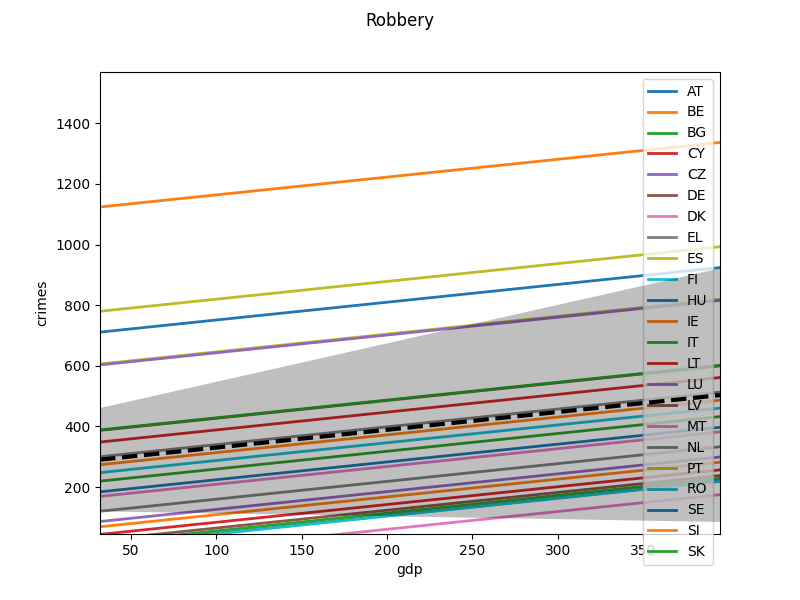 Robbery
1400
1200
1000
800
600
400
200
crimes
50
100
150
200
250
300
gdp
AT
BE
BG
CY
CZ
DE
DK
EL
ES
FI
HU
IE
IT
LT
LU
LV
MT
NL
PT
RO
SE
SI
SK